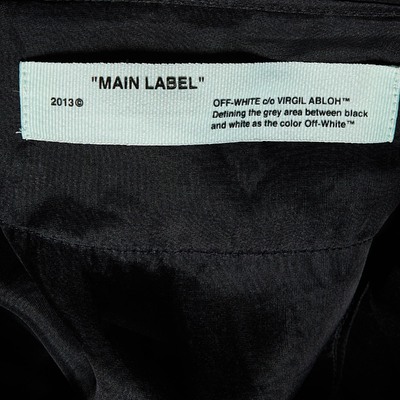 "MAIN LABEL"
2013©
OFF-WHITE c/o VIRGIL ABLOH™
Defining the grey area between black
and white as the color Off-White™